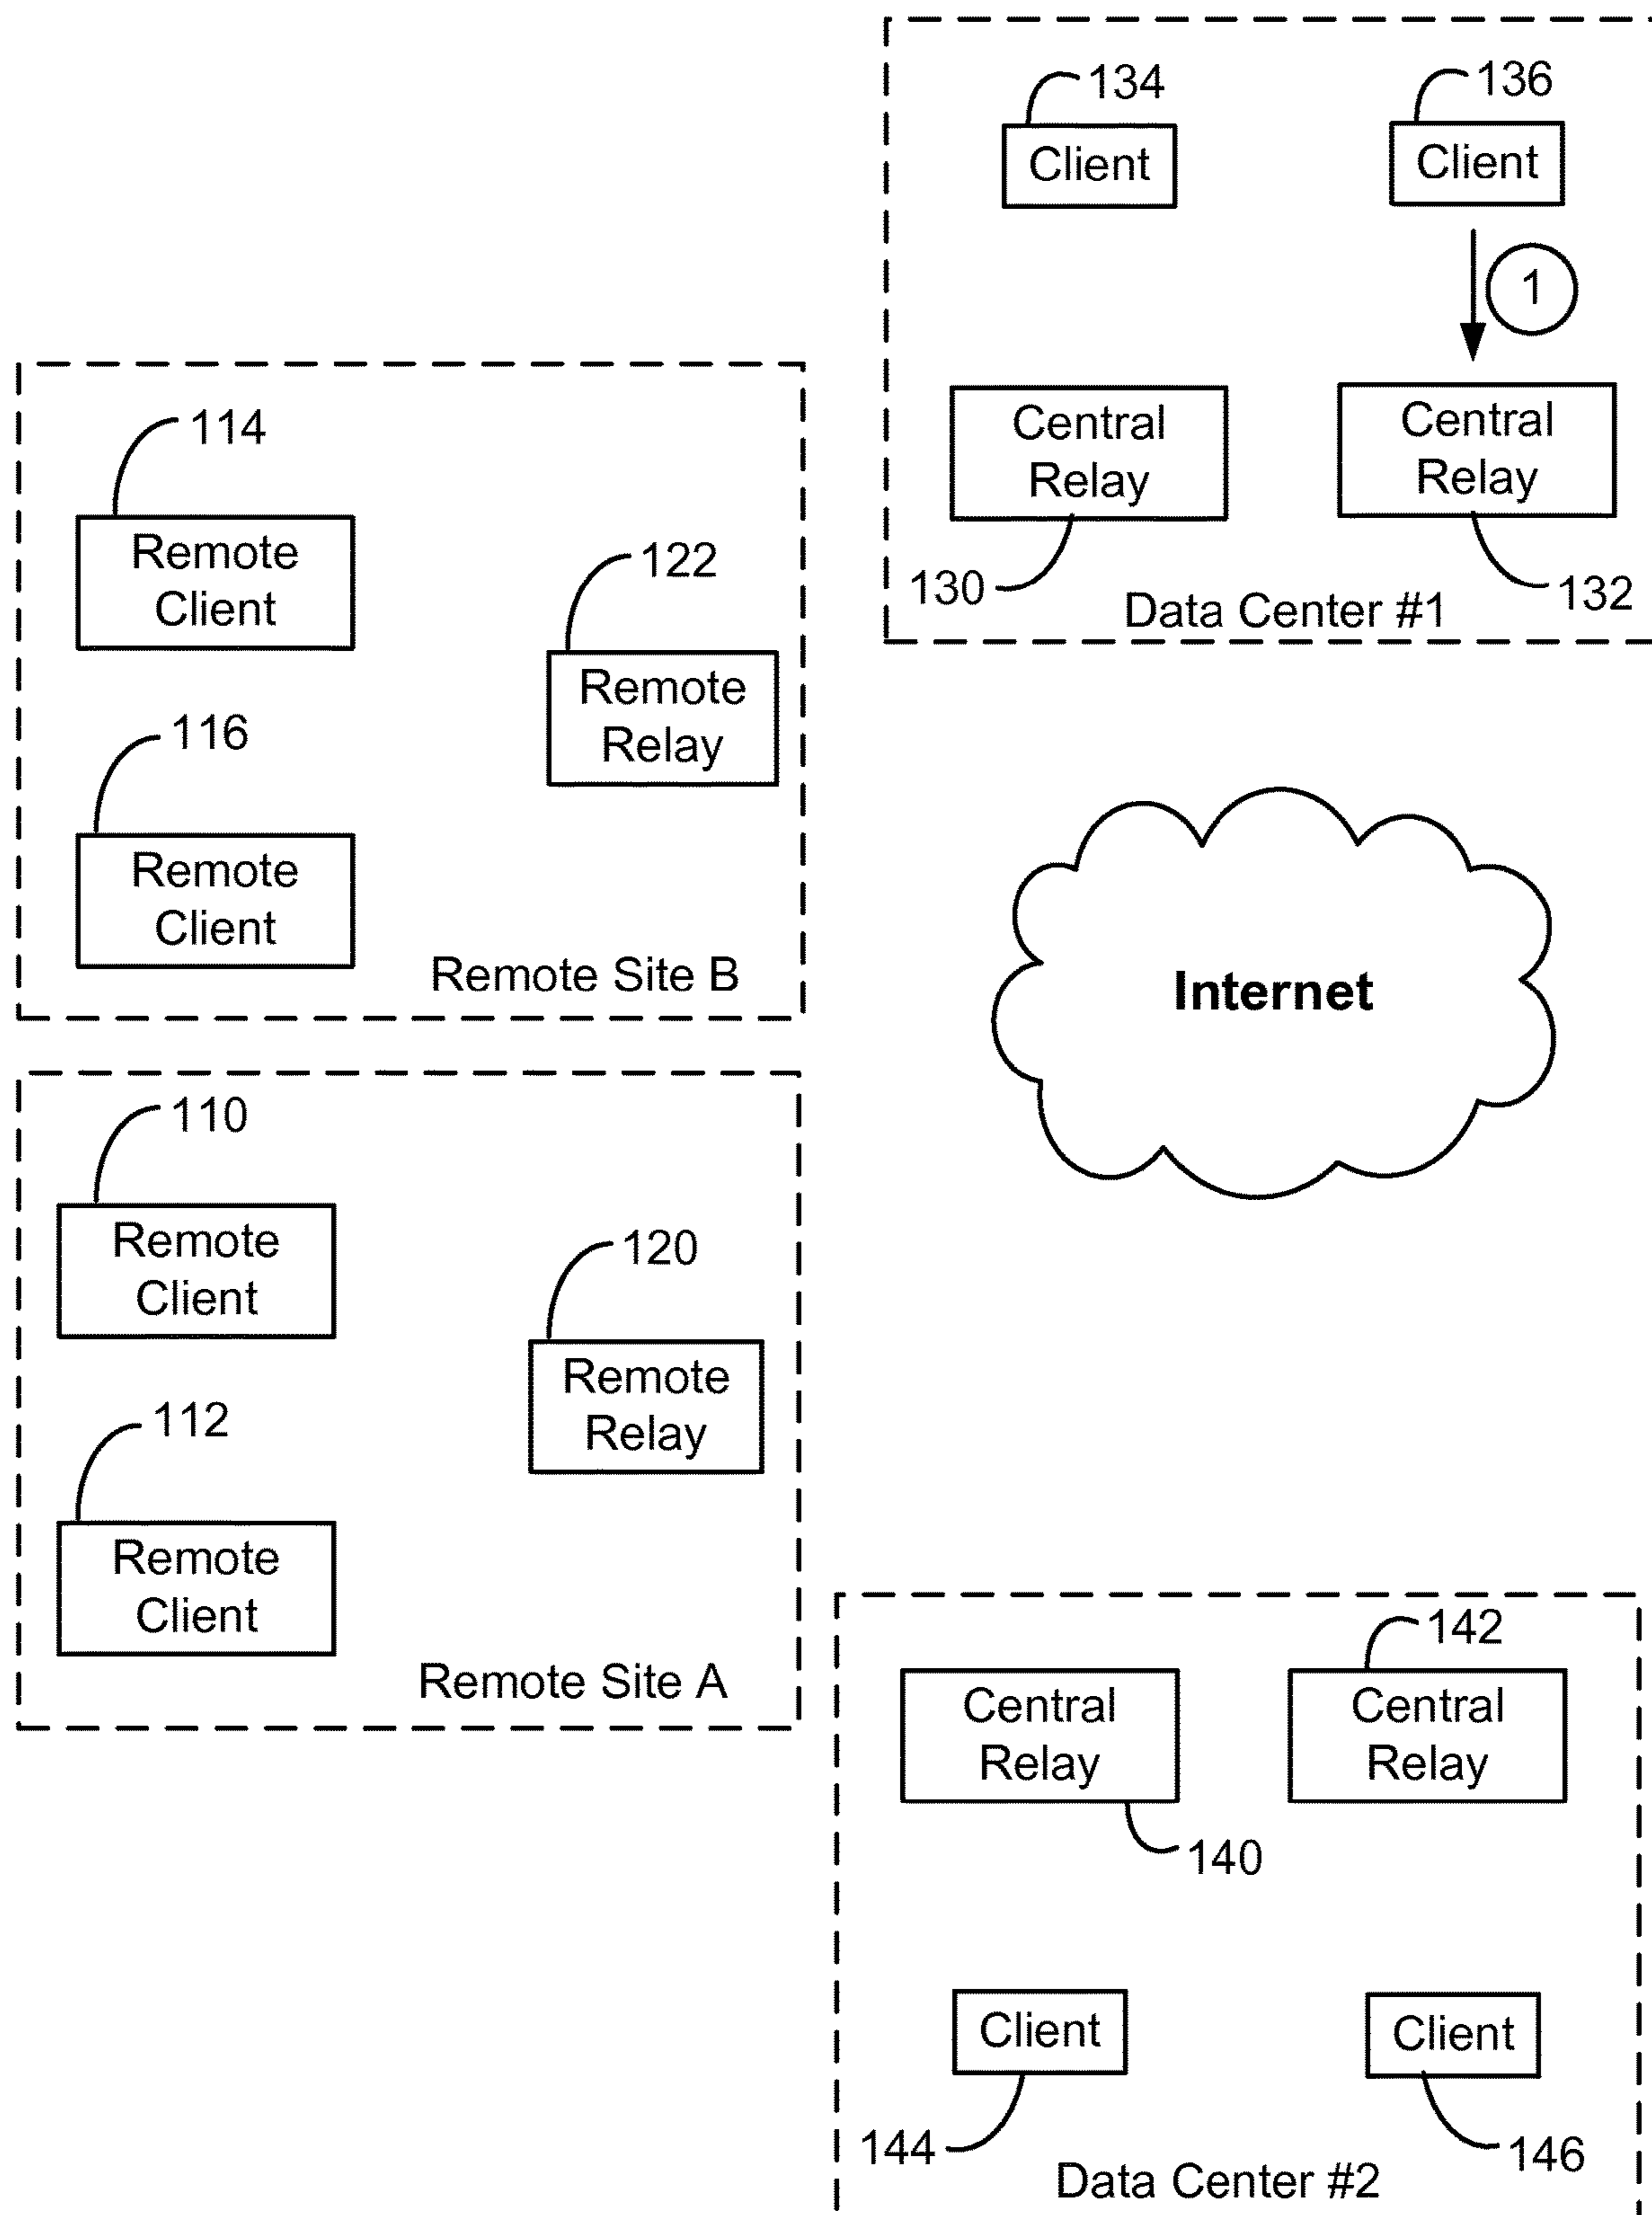 134
136
Client
Client
1
Central
Relay
Central
Relay
130
132
Data Center #1
114
Remote
Client
122
Remote
Relay
116
Remote
Client
Remote Site B
Internet
110
Remote
Client
120
Remote
Relay
112
Remote
Client
Remote Site A
142
Central
Relay
Central
Relay
140
Client
Client
144
146
Data Center #2